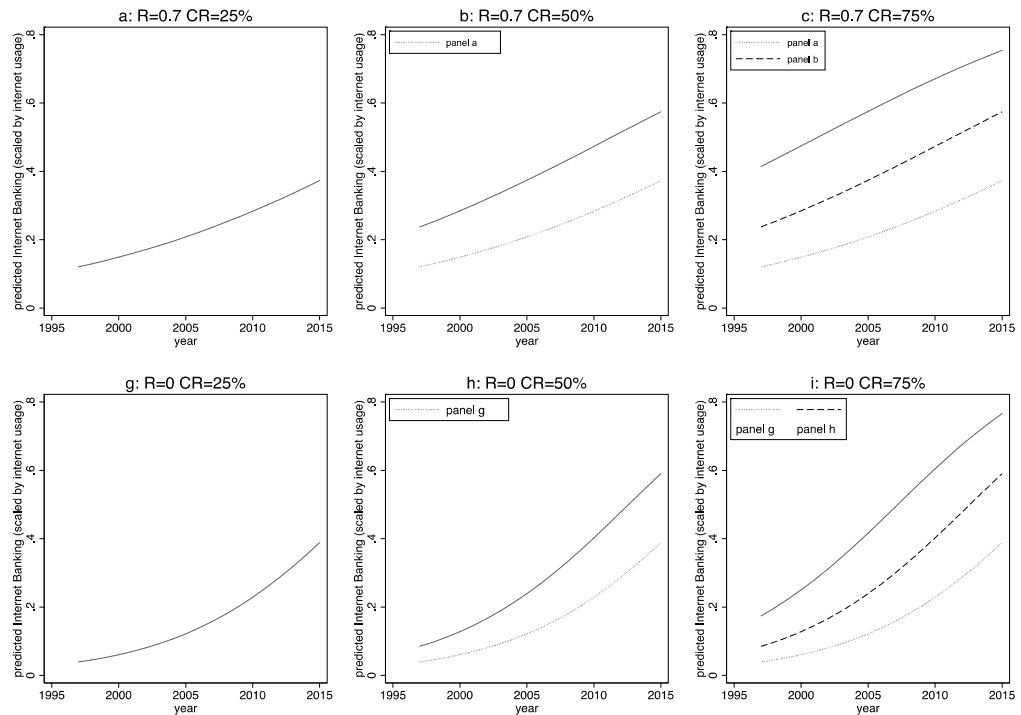 a: R=0.7 CR=25%
predicted Internet Banking (scaled by internet usage)
0 .2 .4 .6 .8
1995 2000 2005 2010 2015
year
b: R=0.7 CR=50%
panel a
predicted Internet Banking (scaled by internet usage)
0 .2 .4 .6 .8
1995 2000 2005 2010 2015
year
c: R=0.7 CR=75%
panel a
panel b
predicted Internet Banking (scaled by internet usage)
0 .2 .4 .6 .8
1995 2000 2005 2010 2015
year
g: R=0 CR=25%
predicted Internet Banking (scaled by internet usage)
0 .2 .4 .6 .8
1995 2000 2005 2010 2015
year
h: R=0 CR=50%
panel g
predicted Internet Banking (scaled by internet usage)
0 .2 .4 .6 .8
1995 2000 2005 2010 2015
year
i: R=0 CR=75%
panel g panel h
predicted Internet Banking (scaled by internet usage)
0 .2 .4 .6 .8
1995 2000 2005 2010 2015
year